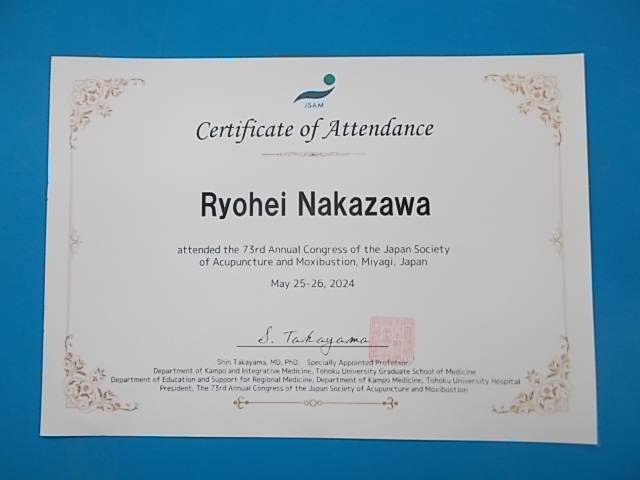 JSAM
Certificate of Attendance
Ryohei Nakazawa
attended the 73rd Annual Congress of the Japan Society
of Acupuncture and Moxibustion, Miyagi, Japan
May 25-26, 2024
S. Takayama
Shin Takayama, MD, PhD. Specially Appointed Professor.
Department of Kampo and Integrative Medicine, Tohoku University Graduate School of Medicine
Department of Education and Support for Regional Medicine, Department of Kampo Medicine, Tohoku University Hospital
President, The 73rd Annual Congress of the Japan Society of Acupuncture and Moxibustion